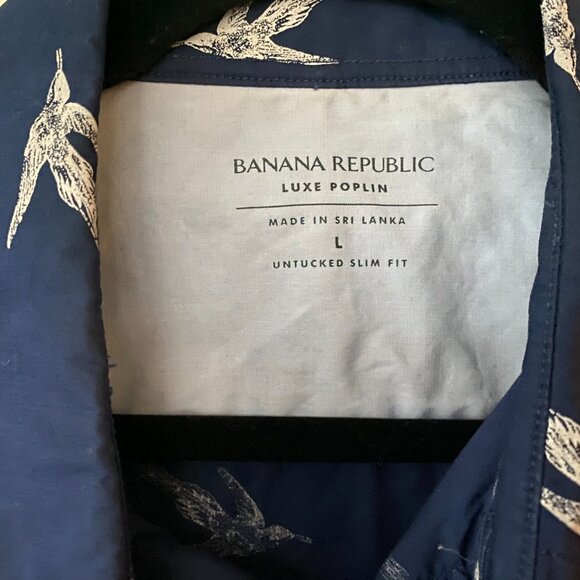 BANANA REPUBLIC
LUXE POPLIN
MADE IN SRI LANKA
L
UNTUCKED SLIM FIT